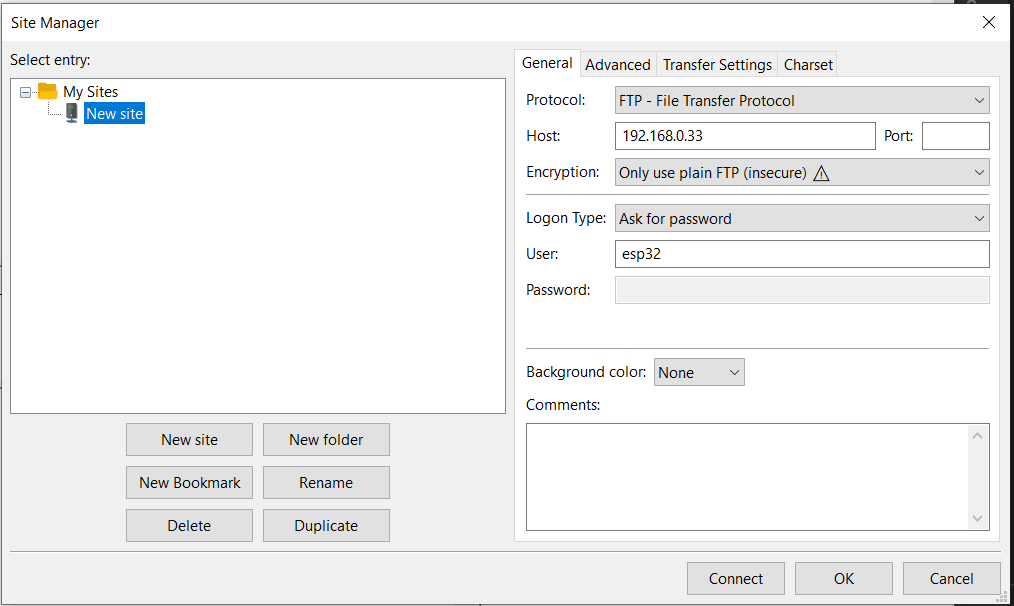 Site Manager
Select entry:
My Sites
New site
New site
New folder
New Bookmark
Rename
Delete
Duplicate
General
Advanced
Transfer Settings
Charset
Protocol:
FTP - File Transfer Protocol
Host:
192.168.0.33
Port:
Encryption:
Only use plain FTP (insecure) ⚠
Logon Type:
Ask for password
User:
esp32
Password:
Background color:
None
Comments:
Connect
OK
Cancel